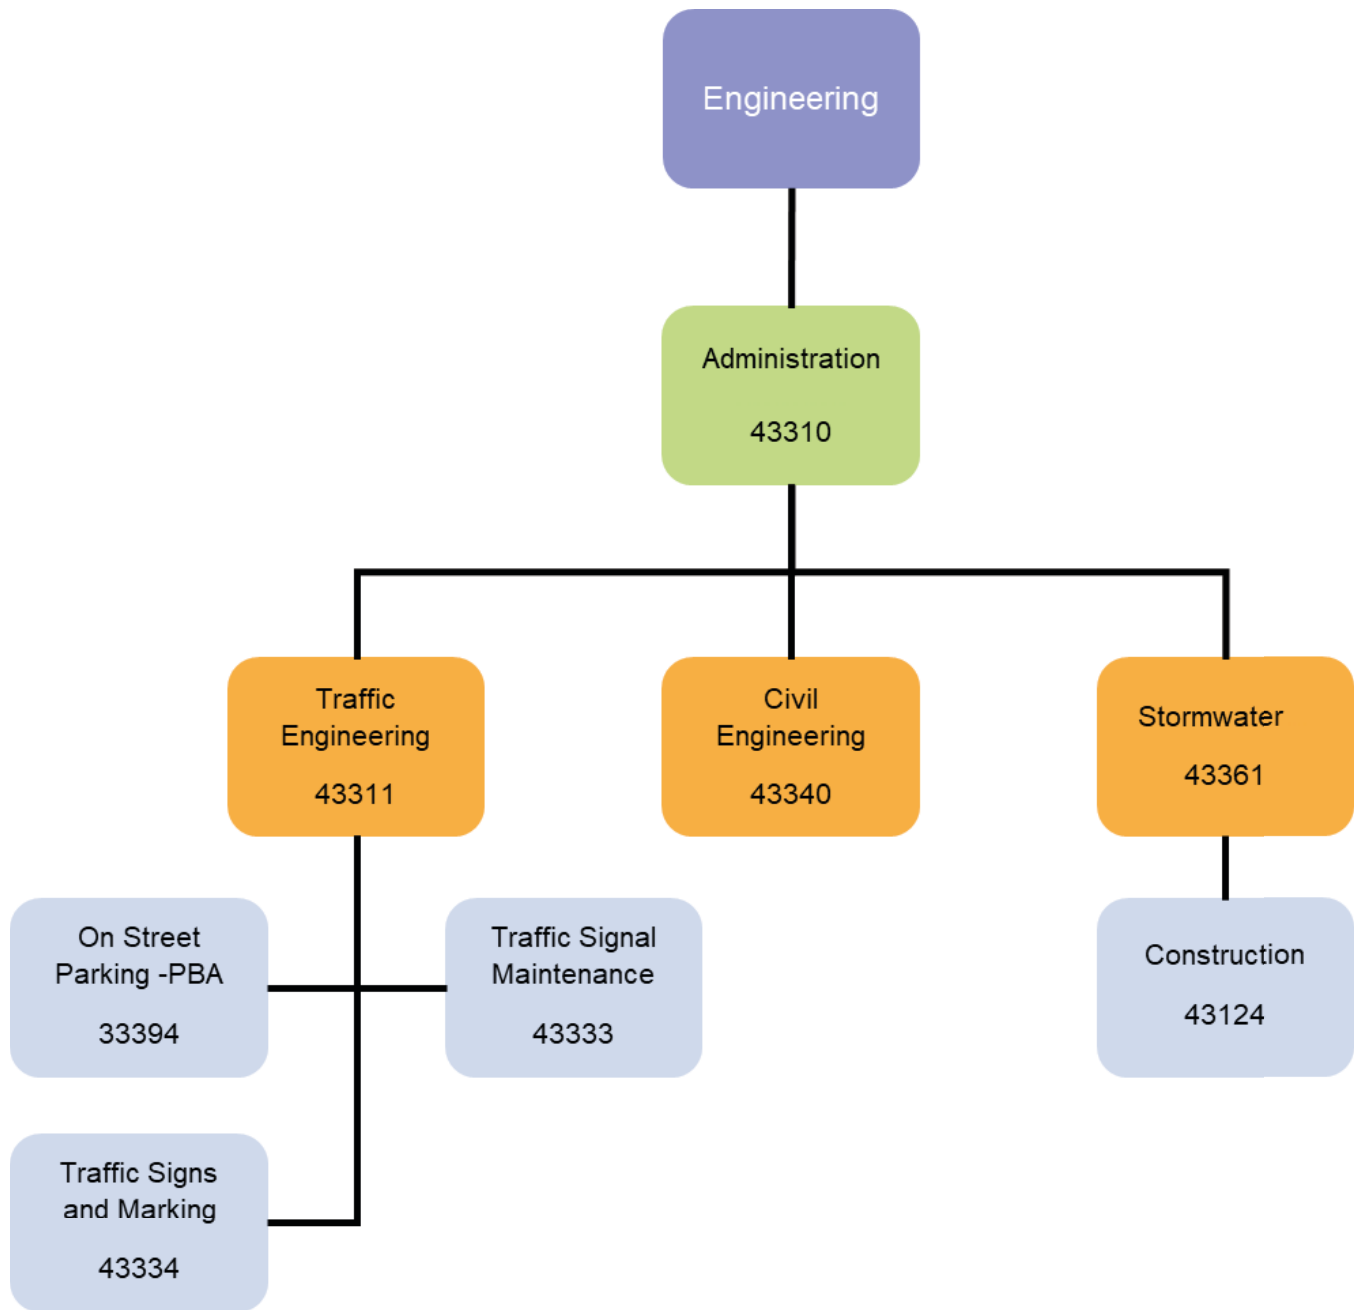 Engineering
Administration
43310
Traffic
Engineering
43311
Civil
Engineering
43340
Stormwater
43361
On Street
Parking -PBA
33394
Traffic Signal
Maintenance
43333
Construction
43124
Traffic Signs
and Marking
43334